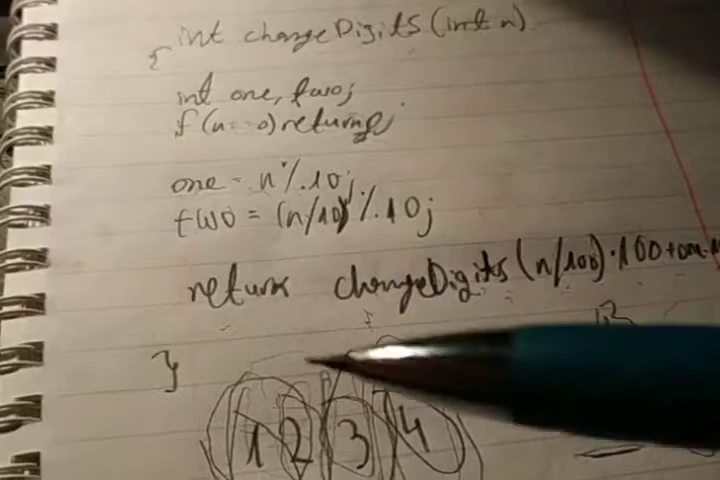 int changeDigits(int n)
{
int one, two;
if (n == 0) return 0;
one = n % 10;
two = (n/10) % 10;
return changeDigits(n/100)·100+one·1
}
1 2 3 4